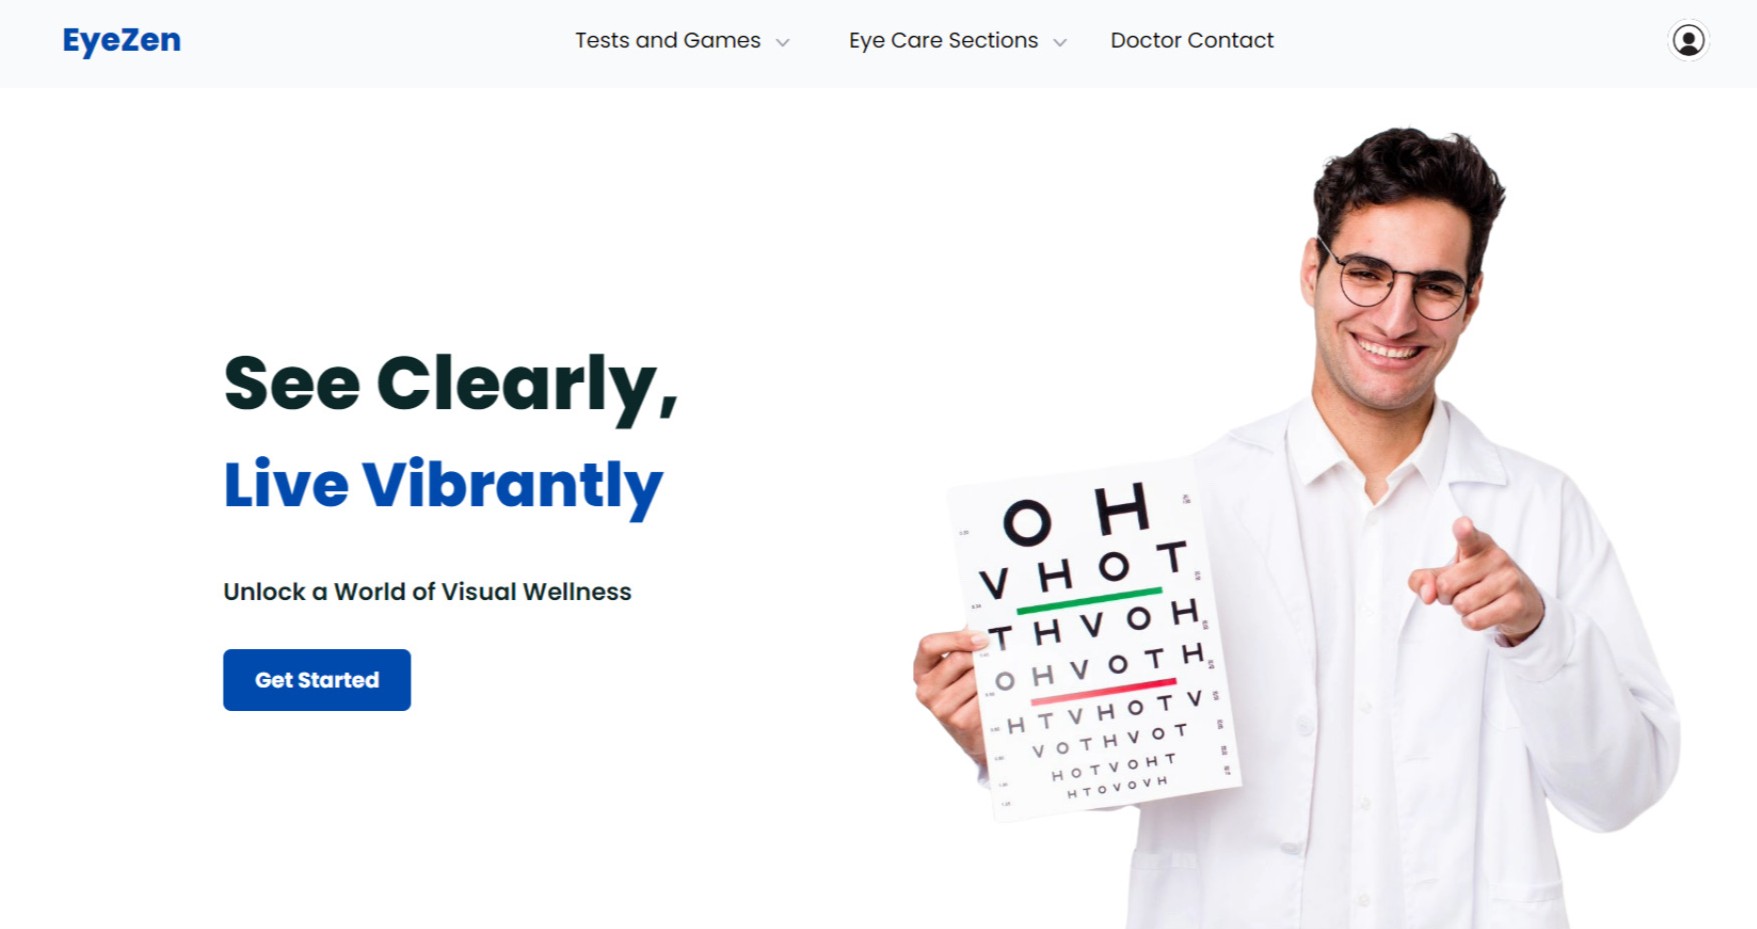 EyeZen
Tests and Games
Eye Care Sections
Doctor Contact
See Clearly,
Live Vibrantly
Unlock a World of Visual Wellness
Get Started
O H
V H O T
T H V O H
O H V O T H
H T V H O T V
V O T H V O T
H O T V O H T
H T O V O V H